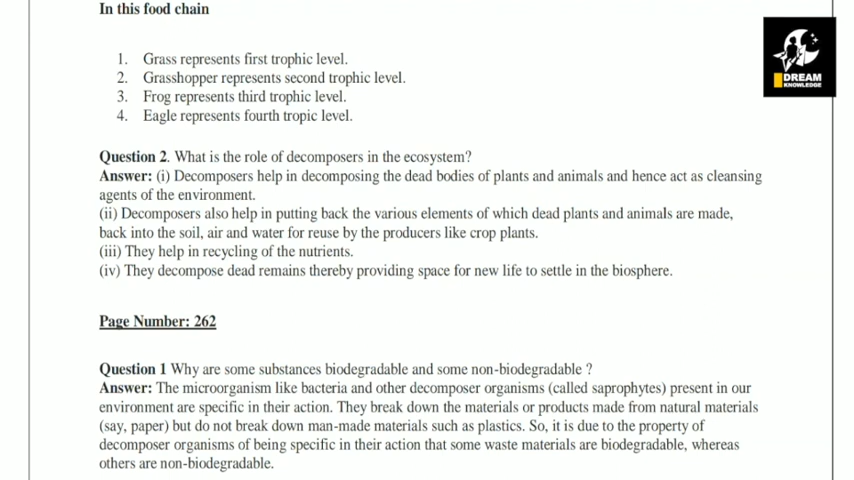 In this food chain
1. Grass represents first trophic level.
2. Grasshopper represents second trophic level.
3. Frog represents third trophic level.
4. Eagle represents fourth tropic level.
DREAM
KNOWLEDGE
Question 2. What is the role of decomposers in the ecosystem?
Answer: (i) Decomposers help in decomposing the dead bodies of plants and animals and hence act as cleansing
agents of the environment.
(ii) Decomposers also help in putting back the various elements of which dead plants and animals are made,
back into the soil, air and water for reuse by the producers like crop plants.
(iii) They help in recycling of the nutrients.
(iv) They decompose dead remains thereby providing space for new life to settle in the biosphere.
Page Number: 262
Question 1 Why are some substances biodegradable and some non-biodegradable ?
Answer: The microorganism like bacteria and other decomposer organisms (called saprophytes) present in our
environment are specific in their action. They break down the materials or products made from natural materials
(say, paper) but do not break down man-made materials such as plastics. So, it is due to the property of
decomposer organisms of being specific in their action that some waste materials are biodegradable, whereas
others are non-biodegradable.